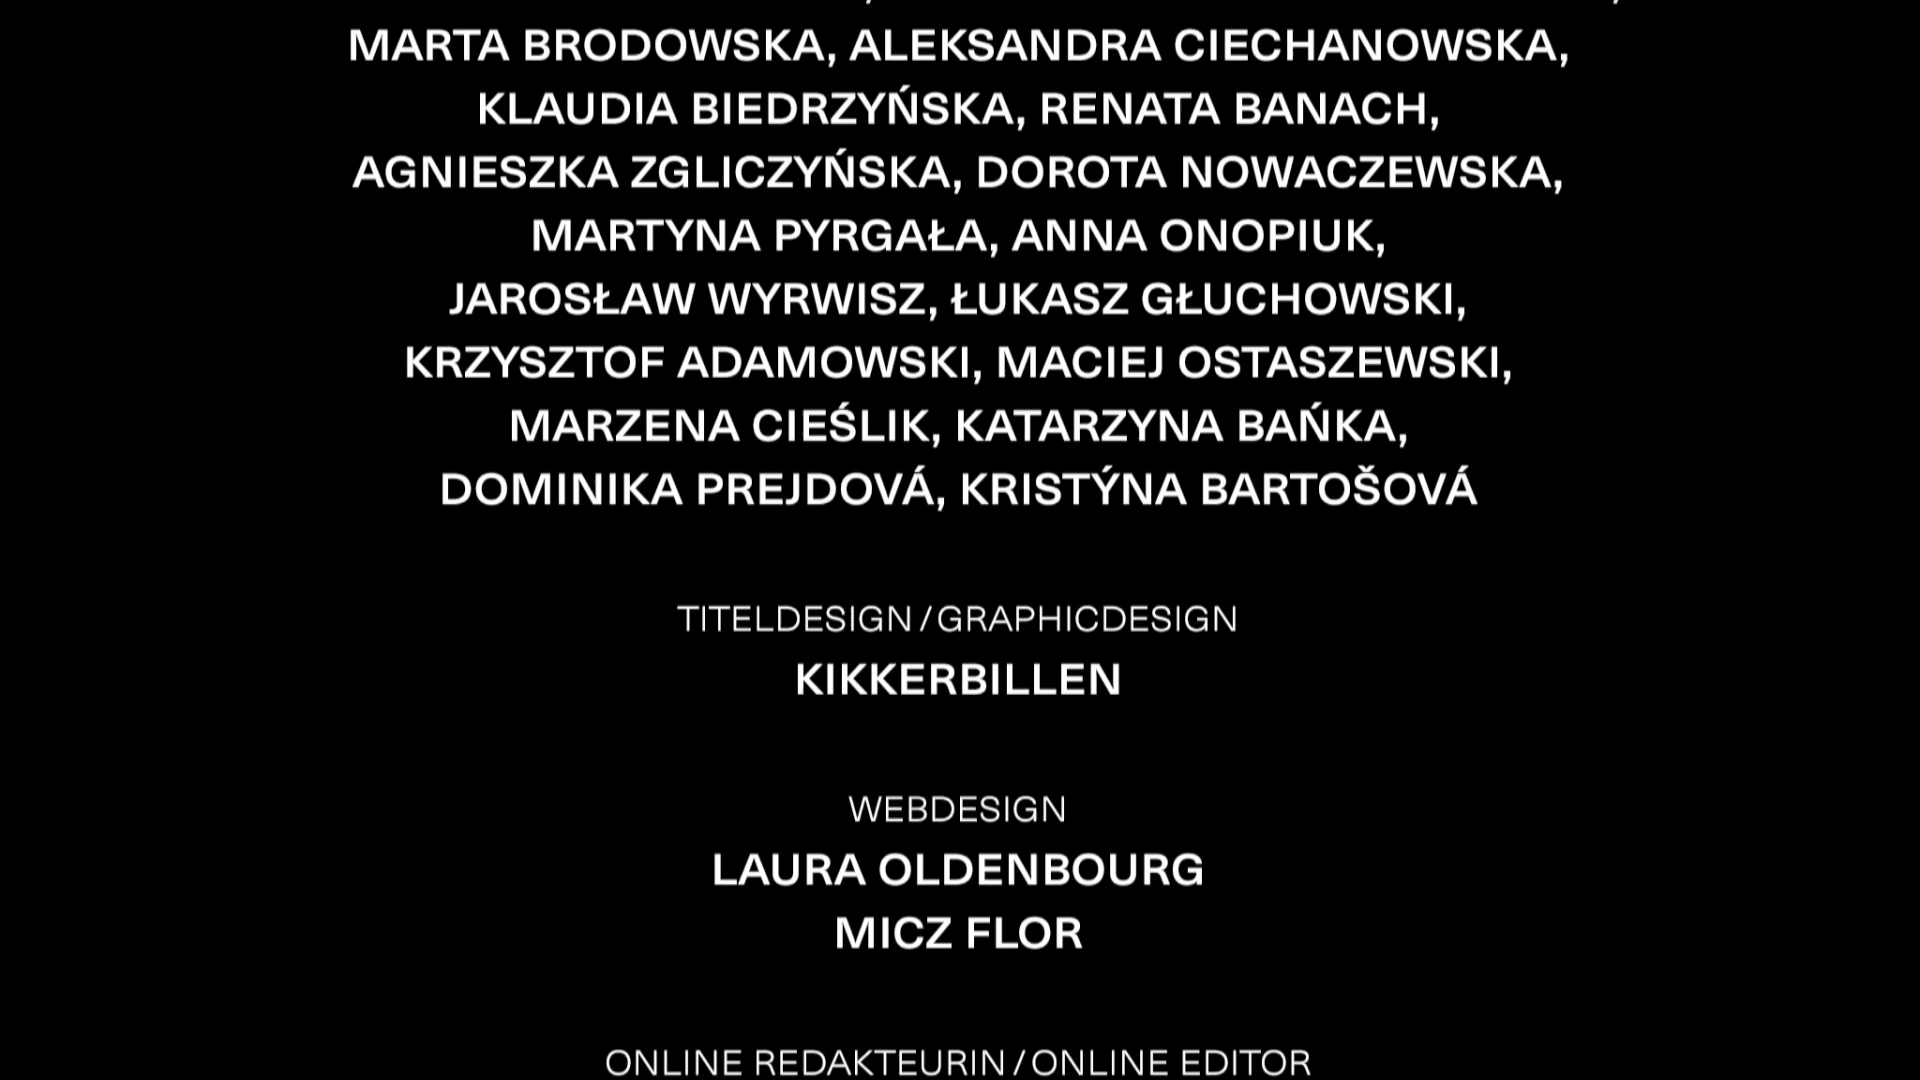 MARTA BRODOWSKA, ALEKSANDRA CIECHANOWSKA,
KLAUDIA BIEDRZYŃSKA, RENATA BANACH,
AGNIESZKA ZGLICZYŃSKA, DOROTA NOWACZEWSKA,
MARTYNA PYRGAŁA, ANNA ONOPIUK,
JAROSŁAW WYRWISZ, ŁUKASZ GŁUCHOWSKI,
KRZYSZTOF ADAMOWSKI, MACIEJ OSTASZEWSKI,
MARZENA CIEŚLIK, KATARZYNA BAŃKA,
DOMINIKA PREJDOVÁ, KRISTÝNA BARTOŠOVÁ
TITELDESIGN / GRAPHICDESIGN
KIKKERBILLEN
WEBDESIGN
LAURA OLDENBOURG
MICZ FLOR
ONLINE REDAKTEURIN / ONLINE EDITOR